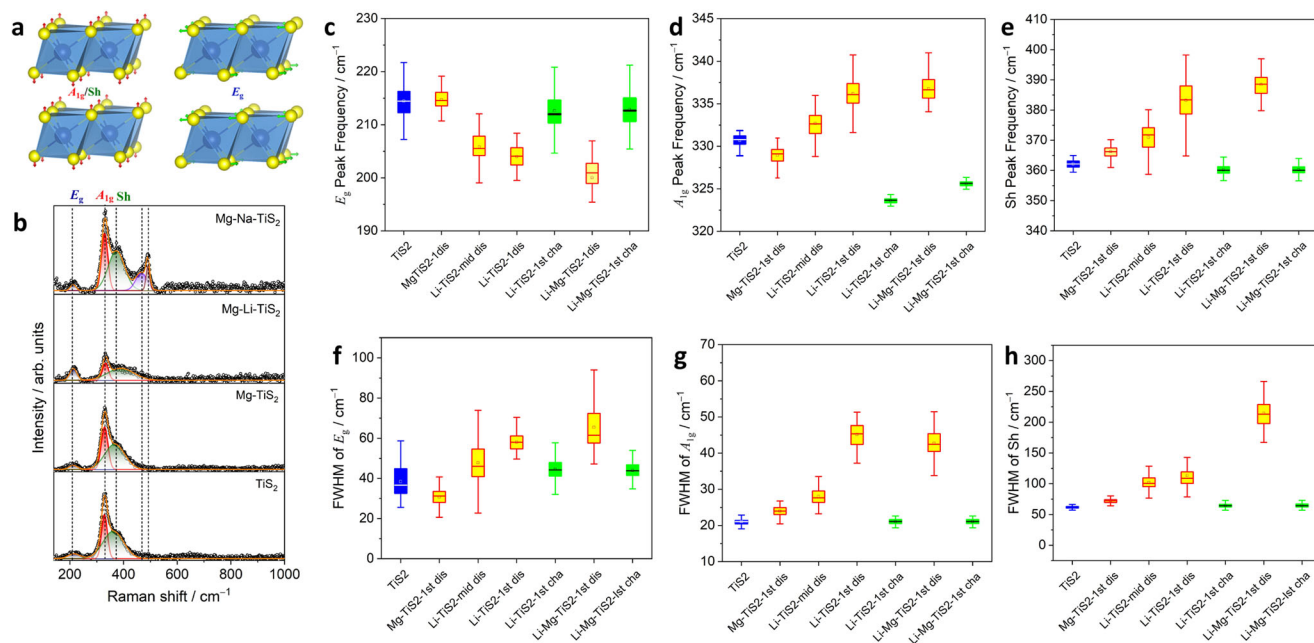 a
A1g/Sh
Eg
b
Eg A1g Sh
Mg-Na-TiS2
Mg-Li-TiS2
Mg-TiS2
TiS2
Intensity / arb. units
200 400 600 800 1000
Raman shift / cm−1
c
Eg Peak Frequency / cm−1
225
220
215
210
205
200
195
190
TiS2
MgTiS2-1dis
Li-TiS2-mid dis
Li-TiS2-1dis
Li-TiS2-1st cha
Li-Mg-TiS2-1dis
Li-Mg-TiS2-1st cha
d
A1g Peak Frequency / cm−1
345
340
335
330
325
320
TiS2
MgTiS2-1st dis
Li-TiS2-mid dis
Li-TiS2-1st dis
Li-TiS2-1st cha
Li-Mg-TiS2-1st dis
Li-Mg-TiS2-1st cha
e
Sh Peak Frequency / cm−1
410
400
390
380
370
360
350
340
TiS2
Mg-TiS2-1st dis
Li-TiS2-mid dis
Li-TiS2-1st dis
Li-TiS2-1st cha
Li-Mg-TiS2-1st dis
Li-Mg-TiS2-1st cha
f
FWHM of Eg / cm−1
100
80
60
40
20
0
TiS2
Mg-TiS2-1st dis
Li-TiS2-mid dis
Li-TiS2-1st dis
Li-TiS2-1st cha
Li-Mg-TiS2-1st dis
Li-Mg-TiS2-1st cha
g
FWHM of A1g / cm−1
70
60
50
40
30
20
10
TiS2
Mg-TiS2-1st dis
Li-TiS2-mid dis
Li-TiS2-1st dis
Li-TiS2-1st cha
Li-Mg-TiS2-1st dis
Li-Mg-TiS2-1st cha
h
FWHM of Sh / cm−1
300
250
200
150
100
50
0
TiS2
Mg-TiS2-1st dis
Li-TiS2-mid dis
Li-TiS2-1st dis
Li-TiS2-1st cha
Li-Mg-TiS2-1st dis
Li-Mg-TiS2-1st cha